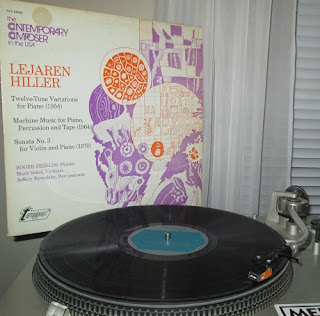 the
CONTEMPORARY
COMPOSER
in the USA
LEJAREN
HILLER
Twelve-Tone Variations
for Piano (1954)
Machine Music for Piano,
Percussion and Tape (1964)
Sonata No. 3
for Violin and Piano (1970)
ROGER SHIELDS, Pianist
Mark Sokol, Violinist
Jeffrey Kowalsky, Percussionist
TURNABOUT